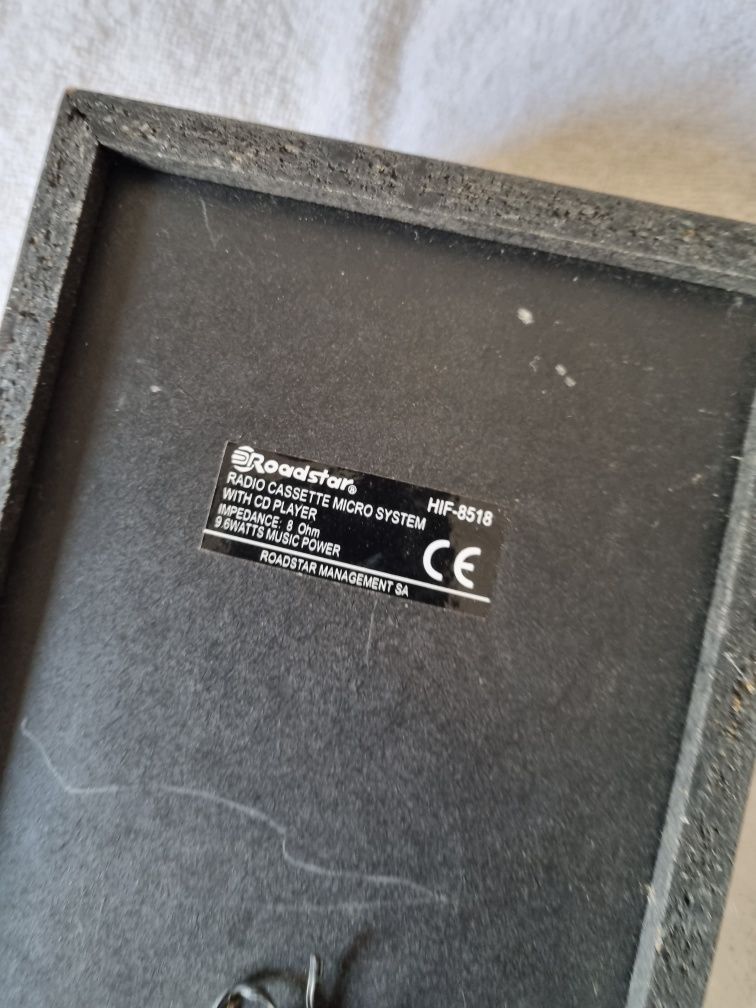 Roadstar®
HIF-8518
RADIO CASSETTE MICRO SYSTEM
WITH CD PLAYER
IMPEDANCE: 8 Ohm
9.6WATTS MUSIC POWER
CE
ROADSTAR MANAGEMENT SA